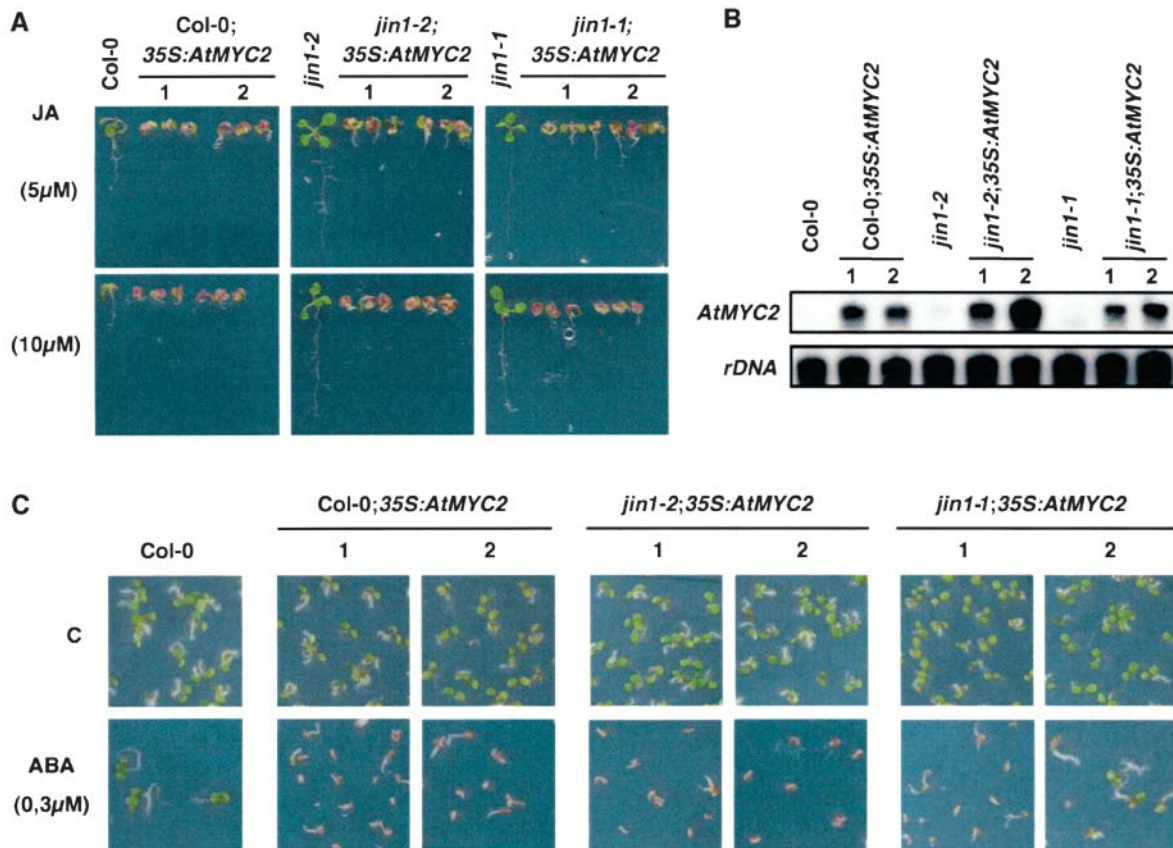 A
Col-0
Col-0;
35S:AtMYC2
1 2
jin1-2
jin1-2;
35S:AtMYC2
1 2
jin1-1
jin1-1;
35S:AtMYC2
1 2
JA
(5µM)
(10µM)
B
Col-0
Col-0;35S:AtMYC2
jin1-2
jin1-2;35S:AtMYC2
jin1-1
jin1-1;35S:AtMYC2
1 2 1 2 1 2
AtMYC2
rDNA
C
Col-0;35S:AtMYC2 jin1-2;35S:AtMYC2 jin1-1;35S:AtMYC2
Col-0 1 2 1 2 1 2
C
ABA
(0,3µM)